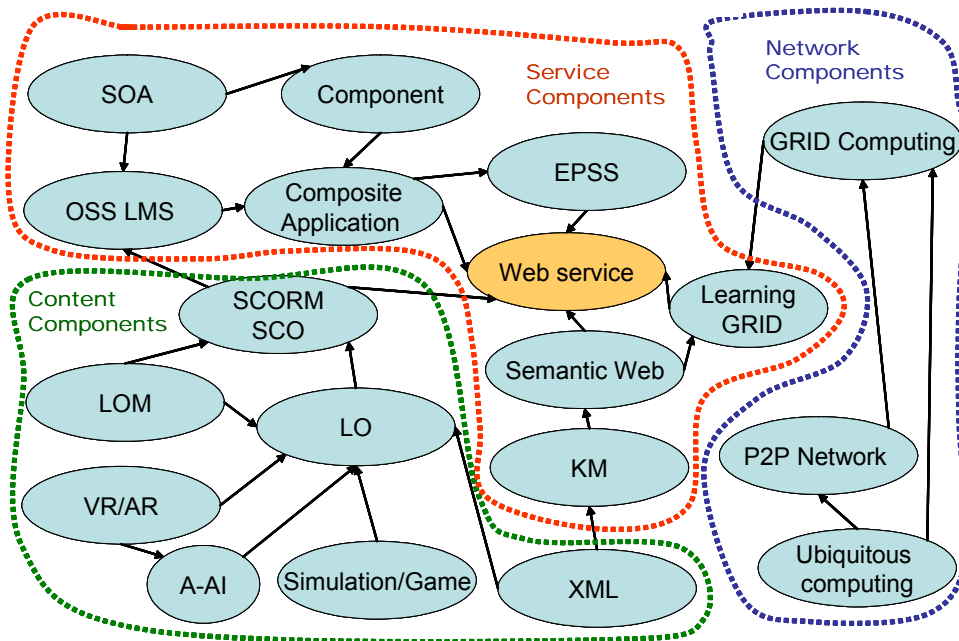 Network
Components
Service
Components
SOA
Component
GRID Computing
EPSS
OSS LMS
Composite
Application
Web service
Content
Components
SCORM
SCO
Learning
GRID
Semantic Web
LOM
LO
KM
P2P Network
VR/AR
A-AI
Simulation/Game
XML
Ubiquitous
computing